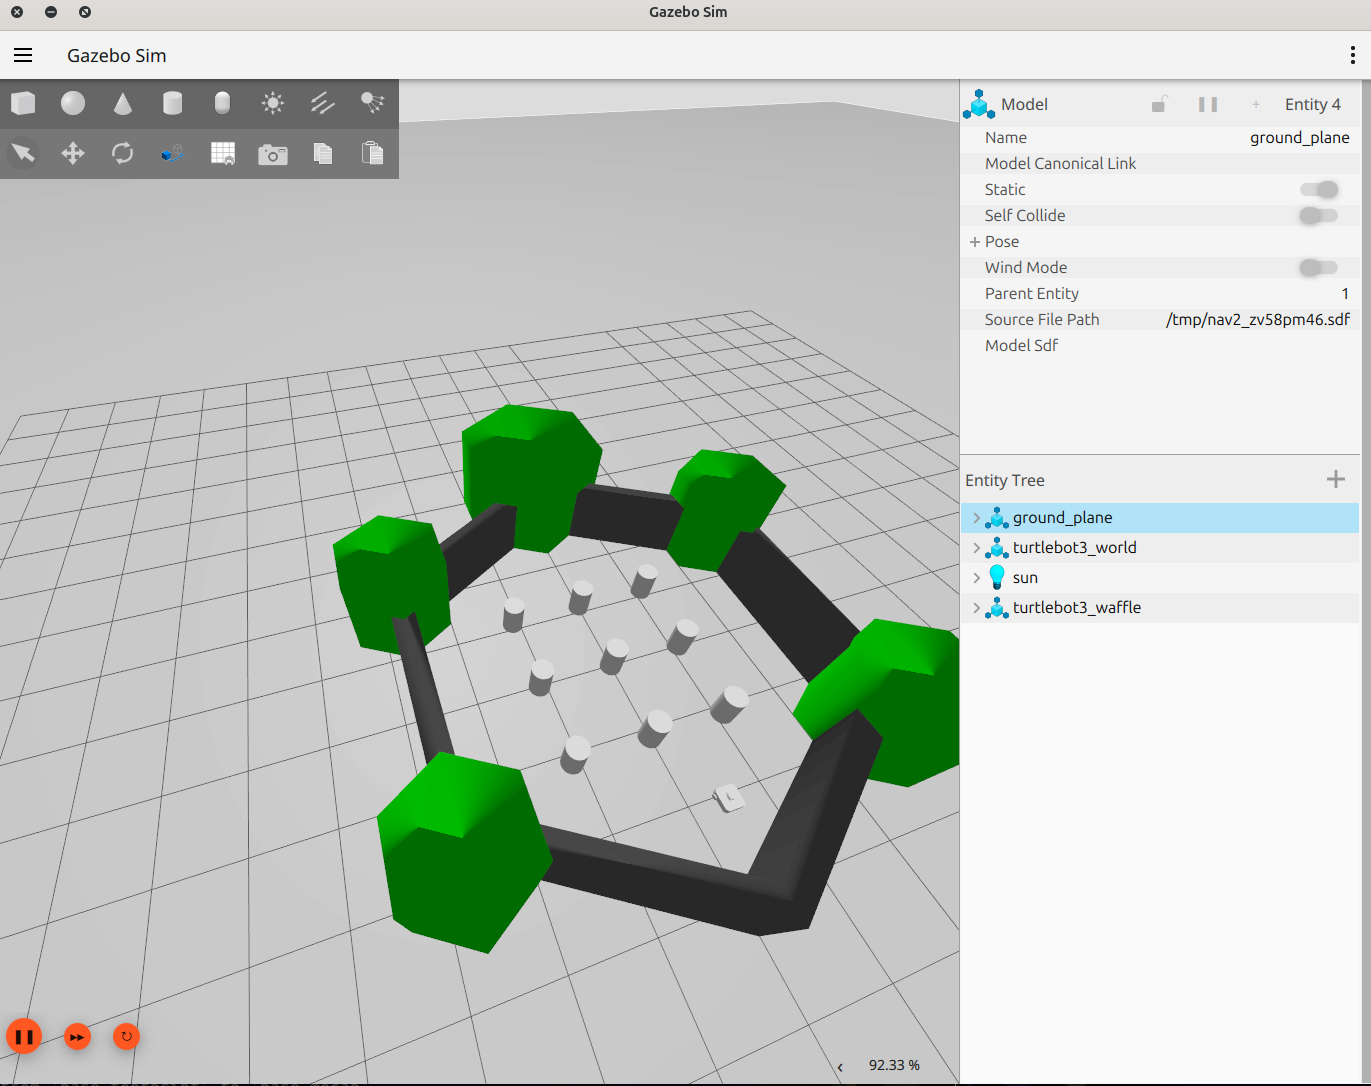 Gazebo Sim
Gazebo Sim
Model
Entity 4
Name
ground_plane
Model Canonical Link
Static
Self Collide
Pose
Wind Mode
Parent Entity
1
Source File Path
/tmp/nav2_zv58pm46.sdf
Model Sdf
Entity Tree
ground_plane
turtlebot3_world
sun
turtlebot3_waffle
92.33 %